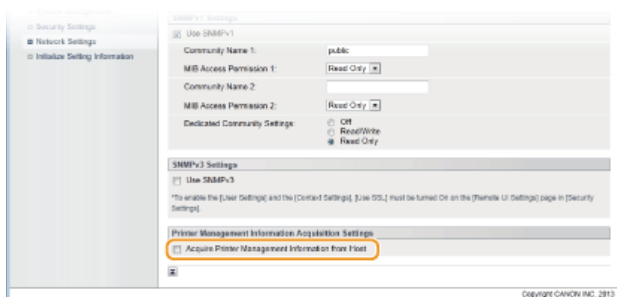 Security Settings
Network Settings
Initialize Setting Information
SNMPv1 Settings
Use SNMPv1
Community Name 1: public
MIB Access Permission 1: Read Only
Community Name 2:
MIB Access Permission 2: Read Only
Dedicated Community Settings: Off
Read/Write
Read Only
SNMPv3 Settings
Use SNMPv3
*To enable the [User Settings] and the [Context Settings], [Use SSL] must be turned On on the [Remote UI Settings] page in [Security
Settings].
Printer Management Information Acquisition Settings
Acquire Printer Management Information from Host
Copyright CANON INC. 2013